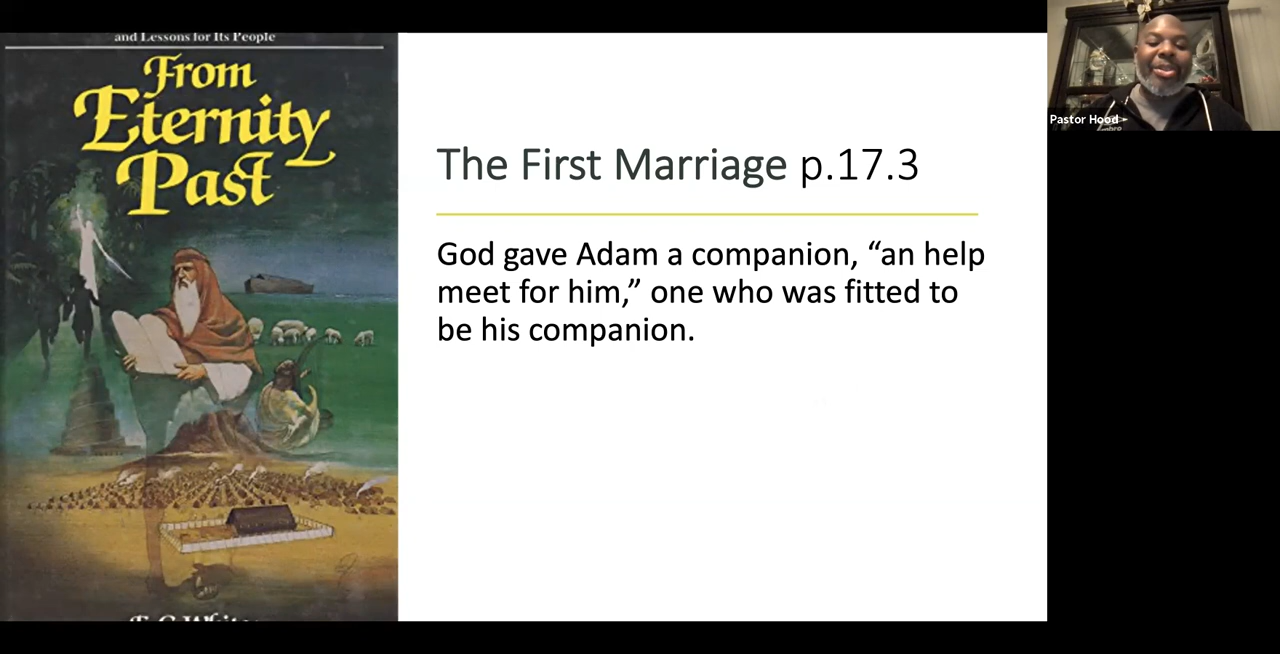 and Lessons for Its People
From
Eternity
Past
The First Marriage p.17.3
God gave Adam a companion, “an help
meet for him,” one who was fitted to
be his companion.
Pastor Hood